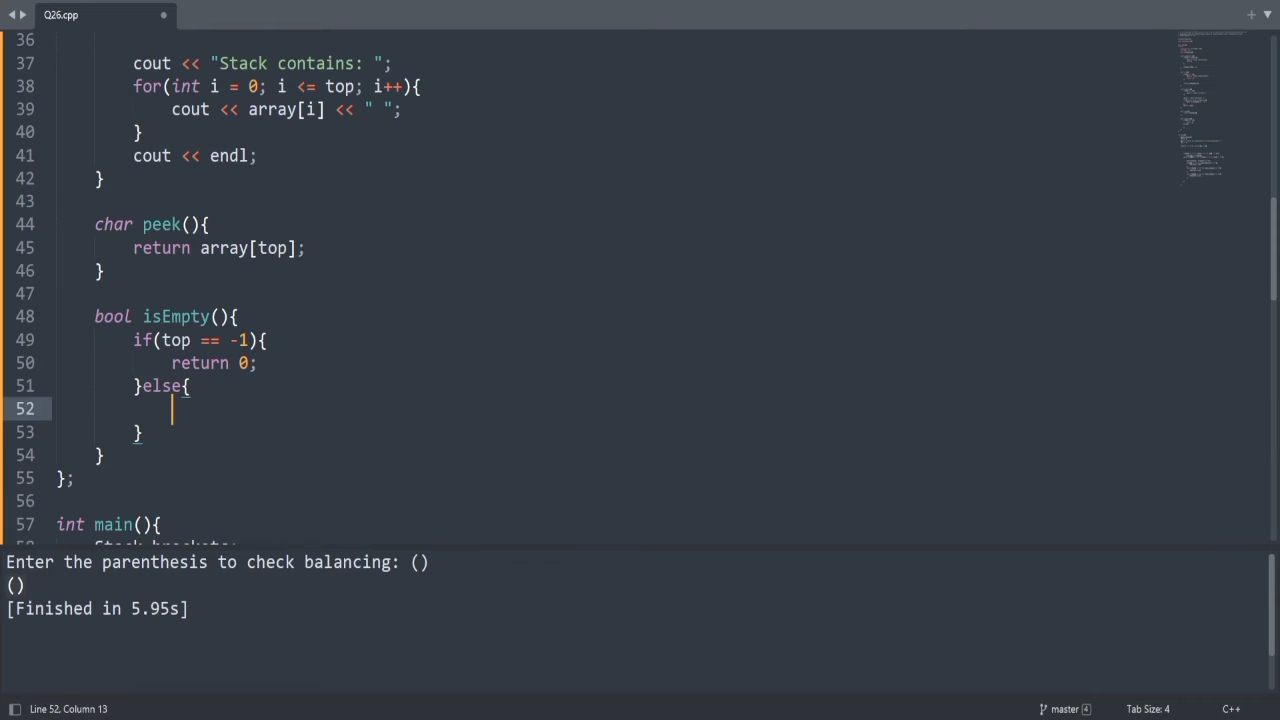 Q26.cpp
36
37 cout << "Stack contains: ";
38 for(int i = 0; i <= top; i++){
39 cout << array[i] << " ";
40 }
41 cout << endl;
42 }
43
44 char peek(){
45 return array[top];
46 }
47
48 bool isEmpty(){
49 if(top == -1){
50 return 0;
51 }else{
52
53 }
54 }
55 };
56
57 int main(){
Enter the parenthesis to check balancing: ()
()
[Finished in 5.95s]
Line 52, Column 13 master 4 Tab Size: 4 C++